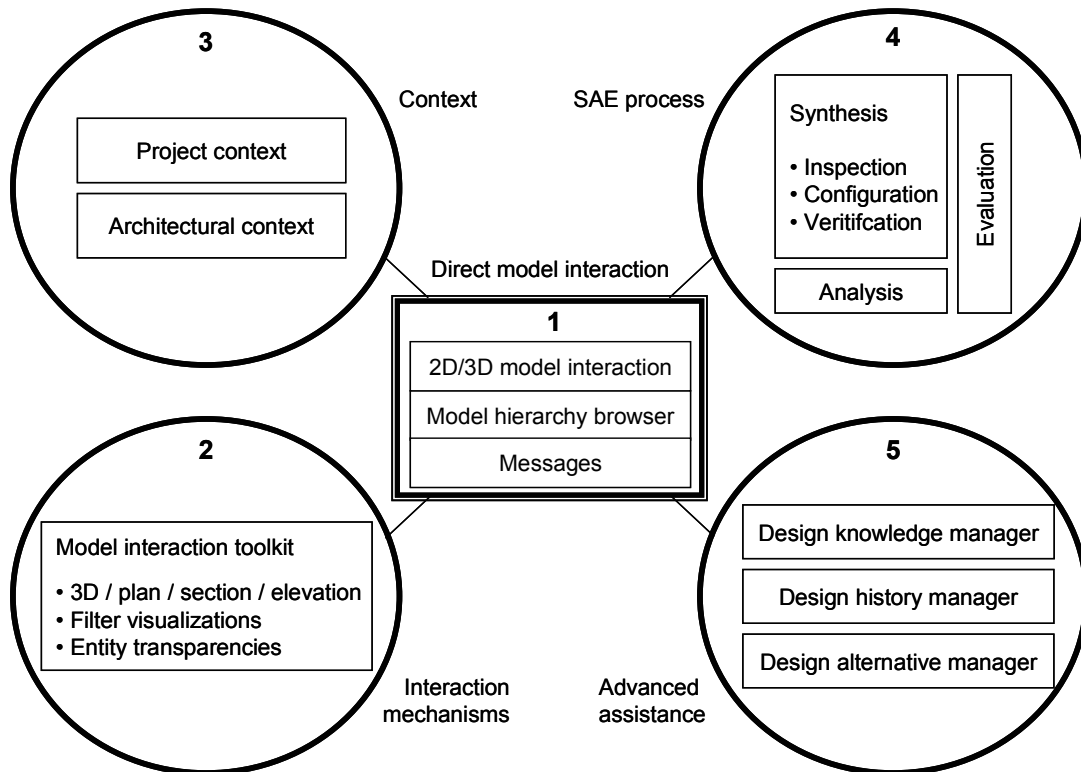 3
Project context
Architectural context
Context
SAE process
4
Synthesis
• Inspection
• Configuration
• Veritifcation
Evaluation
Analysis
Direct model interaction
1
2D/3D model interaction
Model hierarchy browser
Messages
2
Model interaction toolkit
• 3D / plan / section / elevation
• Filter visualizations
• Entity transparencies
Interaction
mechanisms
Advanced
assistance
5
Design knowledge manager
Design history manager
Design alternative manager